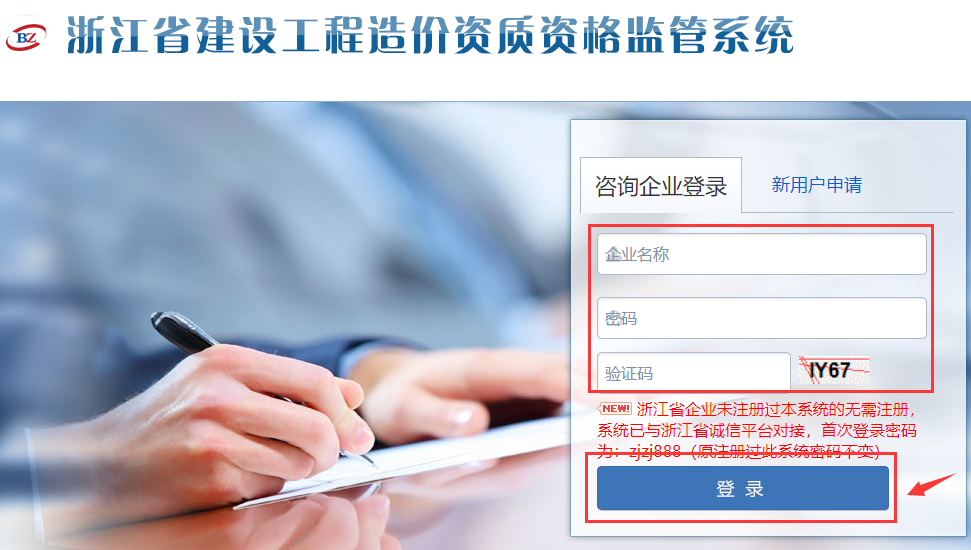 BZ 浙江省建设工程造价资质资格监管系统
咨询企业登录 新用户申请
企业名称
密码
验证码 IY67
NEW! 浙江省企业未注册过本系统的无需注册，
系统已与浙江省诚信平台对接，首次登录密码
为：zjzj888（原注册过此系统密码不变）
登 录